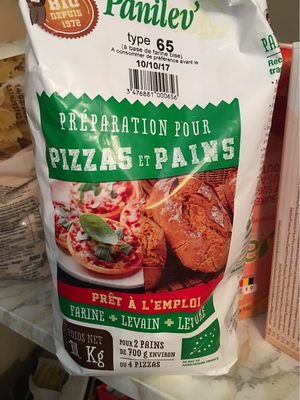 BIO
DEPUIS
1972
Panilev'
type 65
(à base de farine bise)
A consommer de préférence avant le
10/10/17
3 476881 000656
PRÉPARATION POUR
PIZZAS ET PAINS
PRÊT À L'EMPLOI
FARINE + LEVAIN + LEVURE
POIDS NET
1 Kg
POUR 2 PAINS
DE 700 g ENVIRON
OU 4 PIZZAS